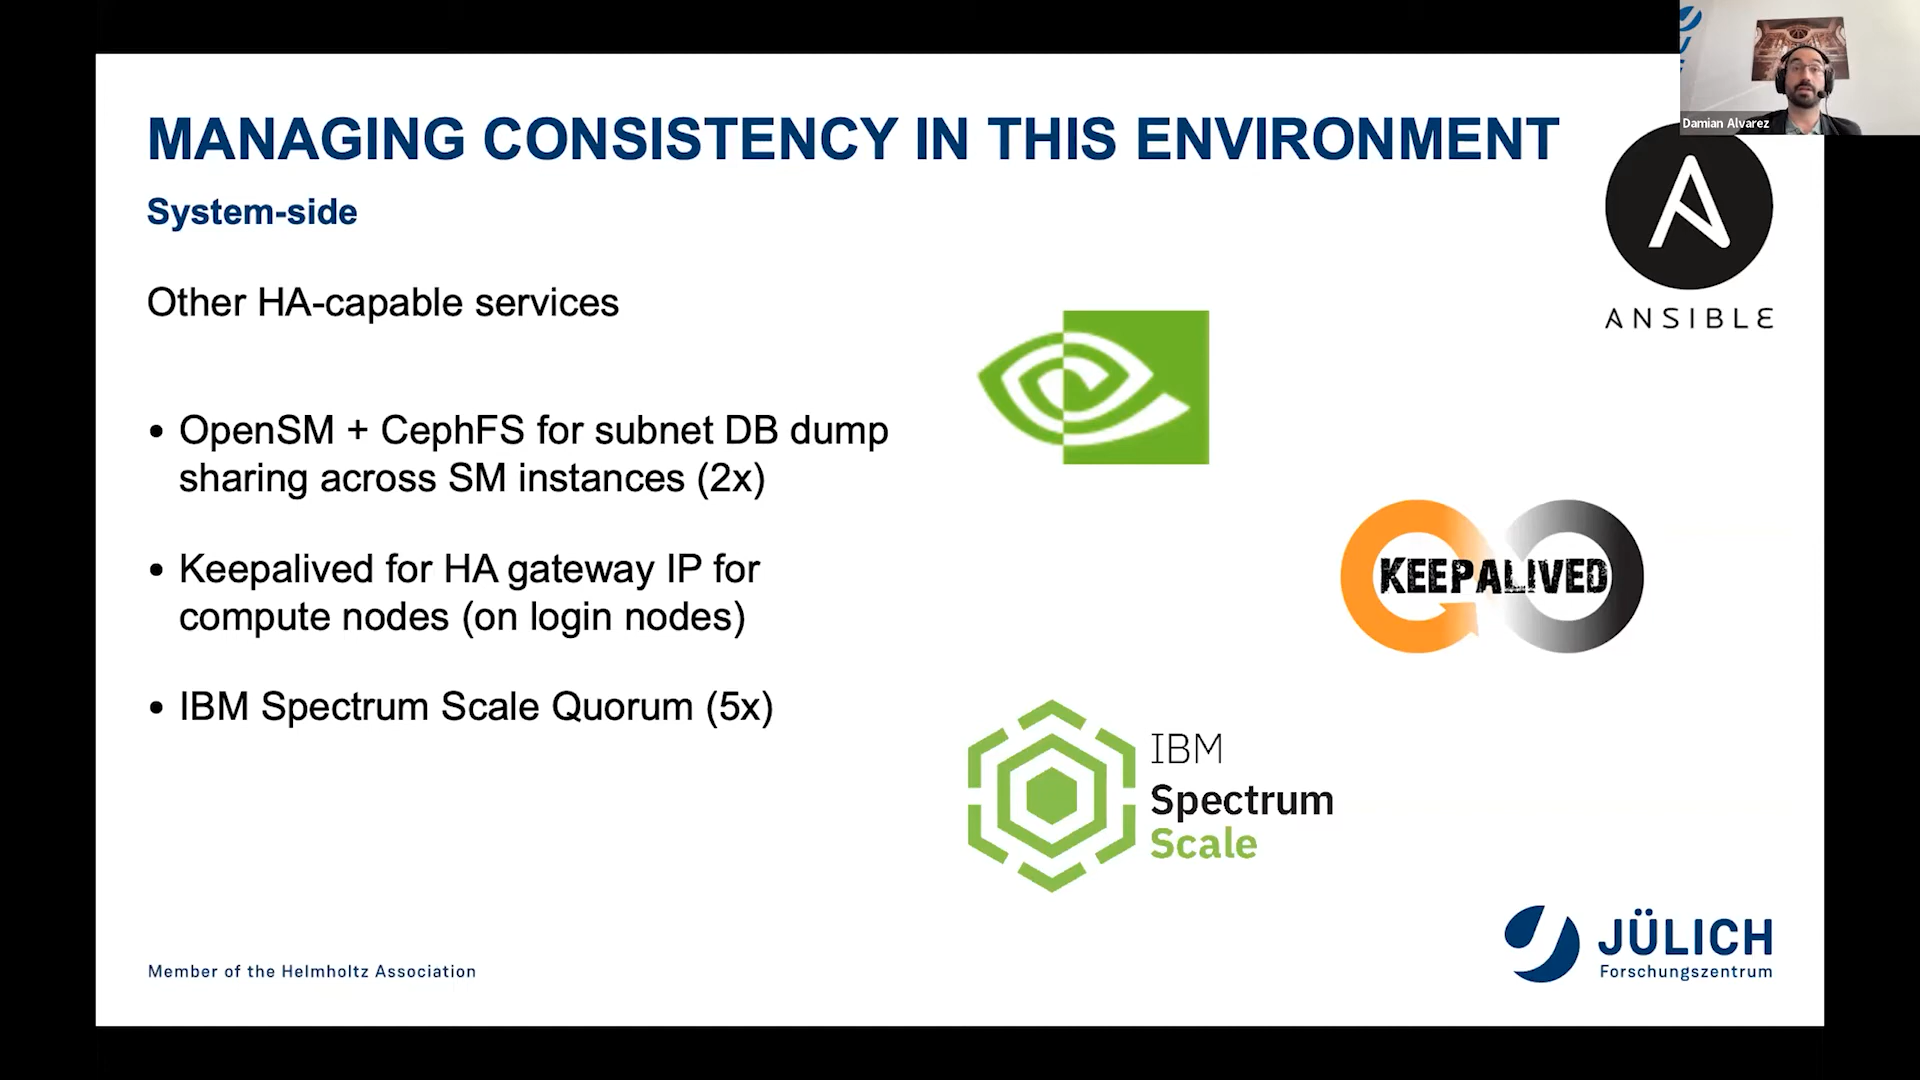 Damian Alvarez
MANAGING CONSISTENCY IN THIS ENVIRONMENT
System-side
ANSIBLE
Other HA-capable services
• OpenSM + CephFS for subnet DB dump
sharing across SM instances (2x)
• Keepalived for HA gateway IP for
compute nodes (on login nodes)
• IBM Spectrum Scale Quorum (5x)
KEEPALIVED
IBM
Spectrum
Scale
Member of the Helmholtz Association
JÜLICH
Forschungszentrum